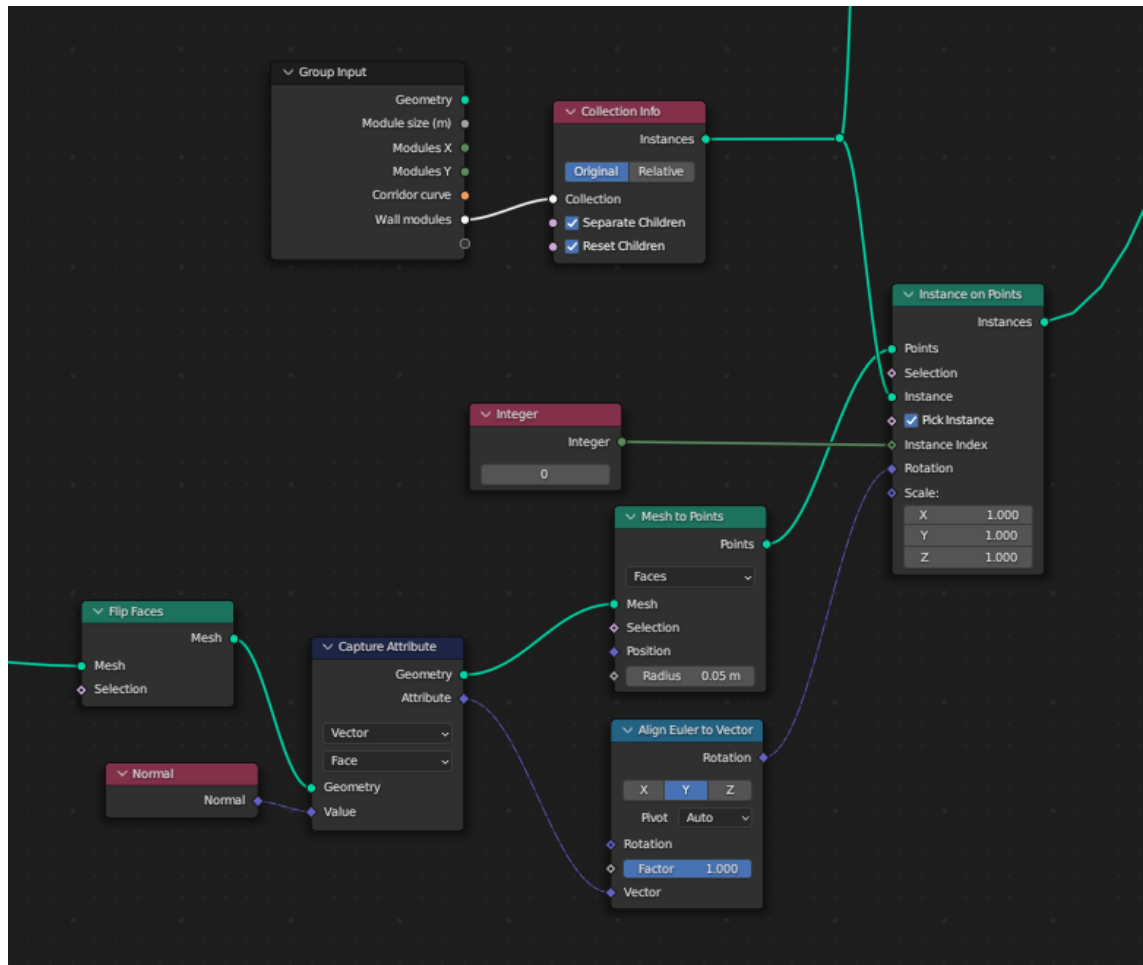 Group Input
Geometry
Module size (m)
Modules X
Modules Y
Corridor curve
Wall modules
Collection Info
Instances
Original Relative
Collection
Separate Children
Reset Children
Instance on Points
Instances
Points
Selection
Instance
Pick Instance
Instance Index
Rotation
Scale:
X 1.000
Y 1.000
Z 1.000
Integer
Integer
0
Mesh to Points
Points
Faces
Mesh
Selection
Position
Radius 0.05 m
Flip Faces
Mesh
Mesh
Selection
Capture Attribute
Geometry
Attribute
Vector
Face
Geometry
Value
Normal
Normal
Align Euler to Vector
Rotation
X Y Z
Pivot Auto
Rotation
Factor 1.000
Vector